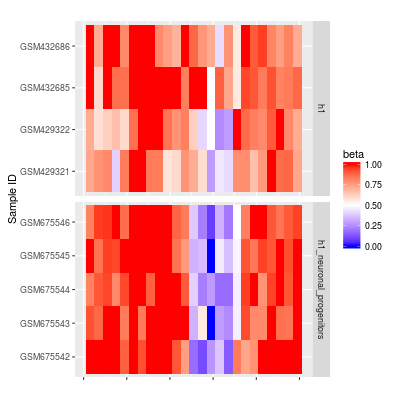 Sample ID
GSM432686
GSM432685
GSM429322
GSM429321
h1
GSM675546
GSM675545
GSM675544
GSM675543
GSM675542
h1_neuronal_progenitors
beta
1.00
0.75
0.50
0.25
0.00